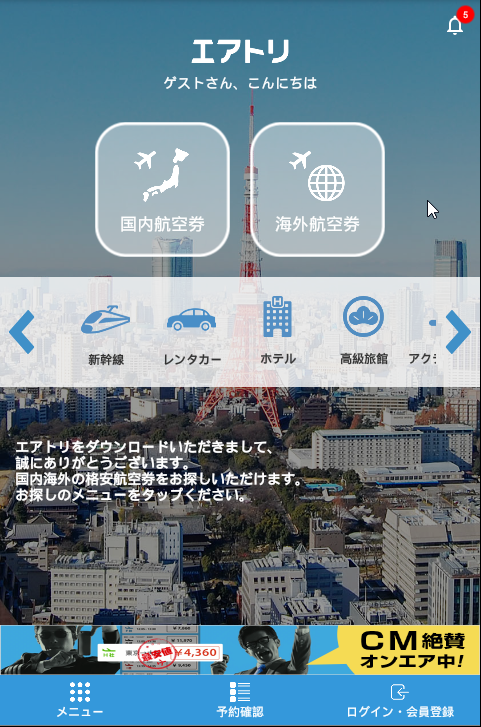 5
エアトリ
ゲストさん、こんにちは
国内航空券
海外航空券
新幹線
レンタカー
ホテル
高級旅館
アク
エアトリをダウンロードいただきまして、
誠にありがとうございます。
国内海外の格安航空券をお探しいただけます。
お探しのメニューをタップください。
H社
東京
最安値
¥4,360
CM絶賛
オンエア中!
メニュー
予約確認
ログイン・会員登録